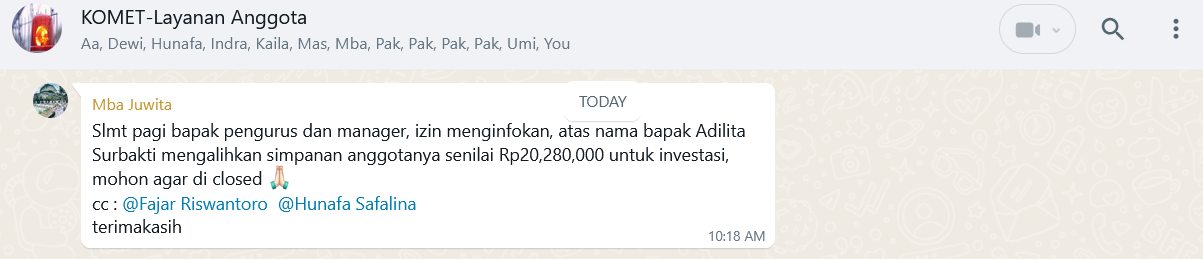 KOMET-Layanan Anggota
Aa, Dewi, Hunafa, Indra, Kaila, Mas, Mba, Pak, Pak, Pak, Pak, Umi, You
TODAY
Mba Juwita
Slmt pagi bapak pengurus dan manager, izin menginfokan, atas nama bapak Adilita
Surbakti mengalihkan simpanan anggotanya senilai Rp20,280,000 untuk investasi,
mohon agar di closed 🙏🏻
cc : @Fajar Riswantoro @Hunafa Safalina
terimakasih
10:18 AM